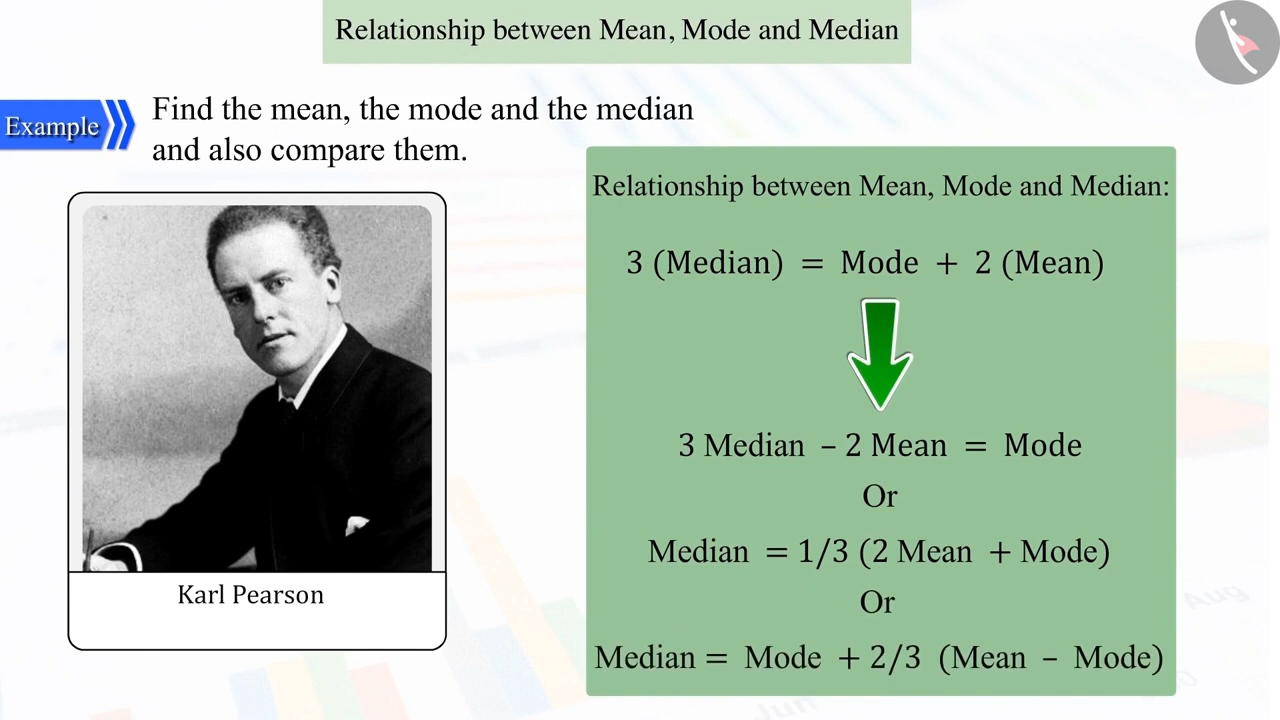 Relationship between Mean, Mode and Median
Example
Find the mean, the mode and the median
and also compare them.
Karl Pearson
Relationship between Mean, Mode and Median:
3 (Median) = Mode + 2 (Mean)
3 Median – 2 Mean = Mode
Or
Median = 1/3 (2 Mean + Mode)
Or
Median = Mode + 2/3 (Mean – Mode)
Aug
Jun